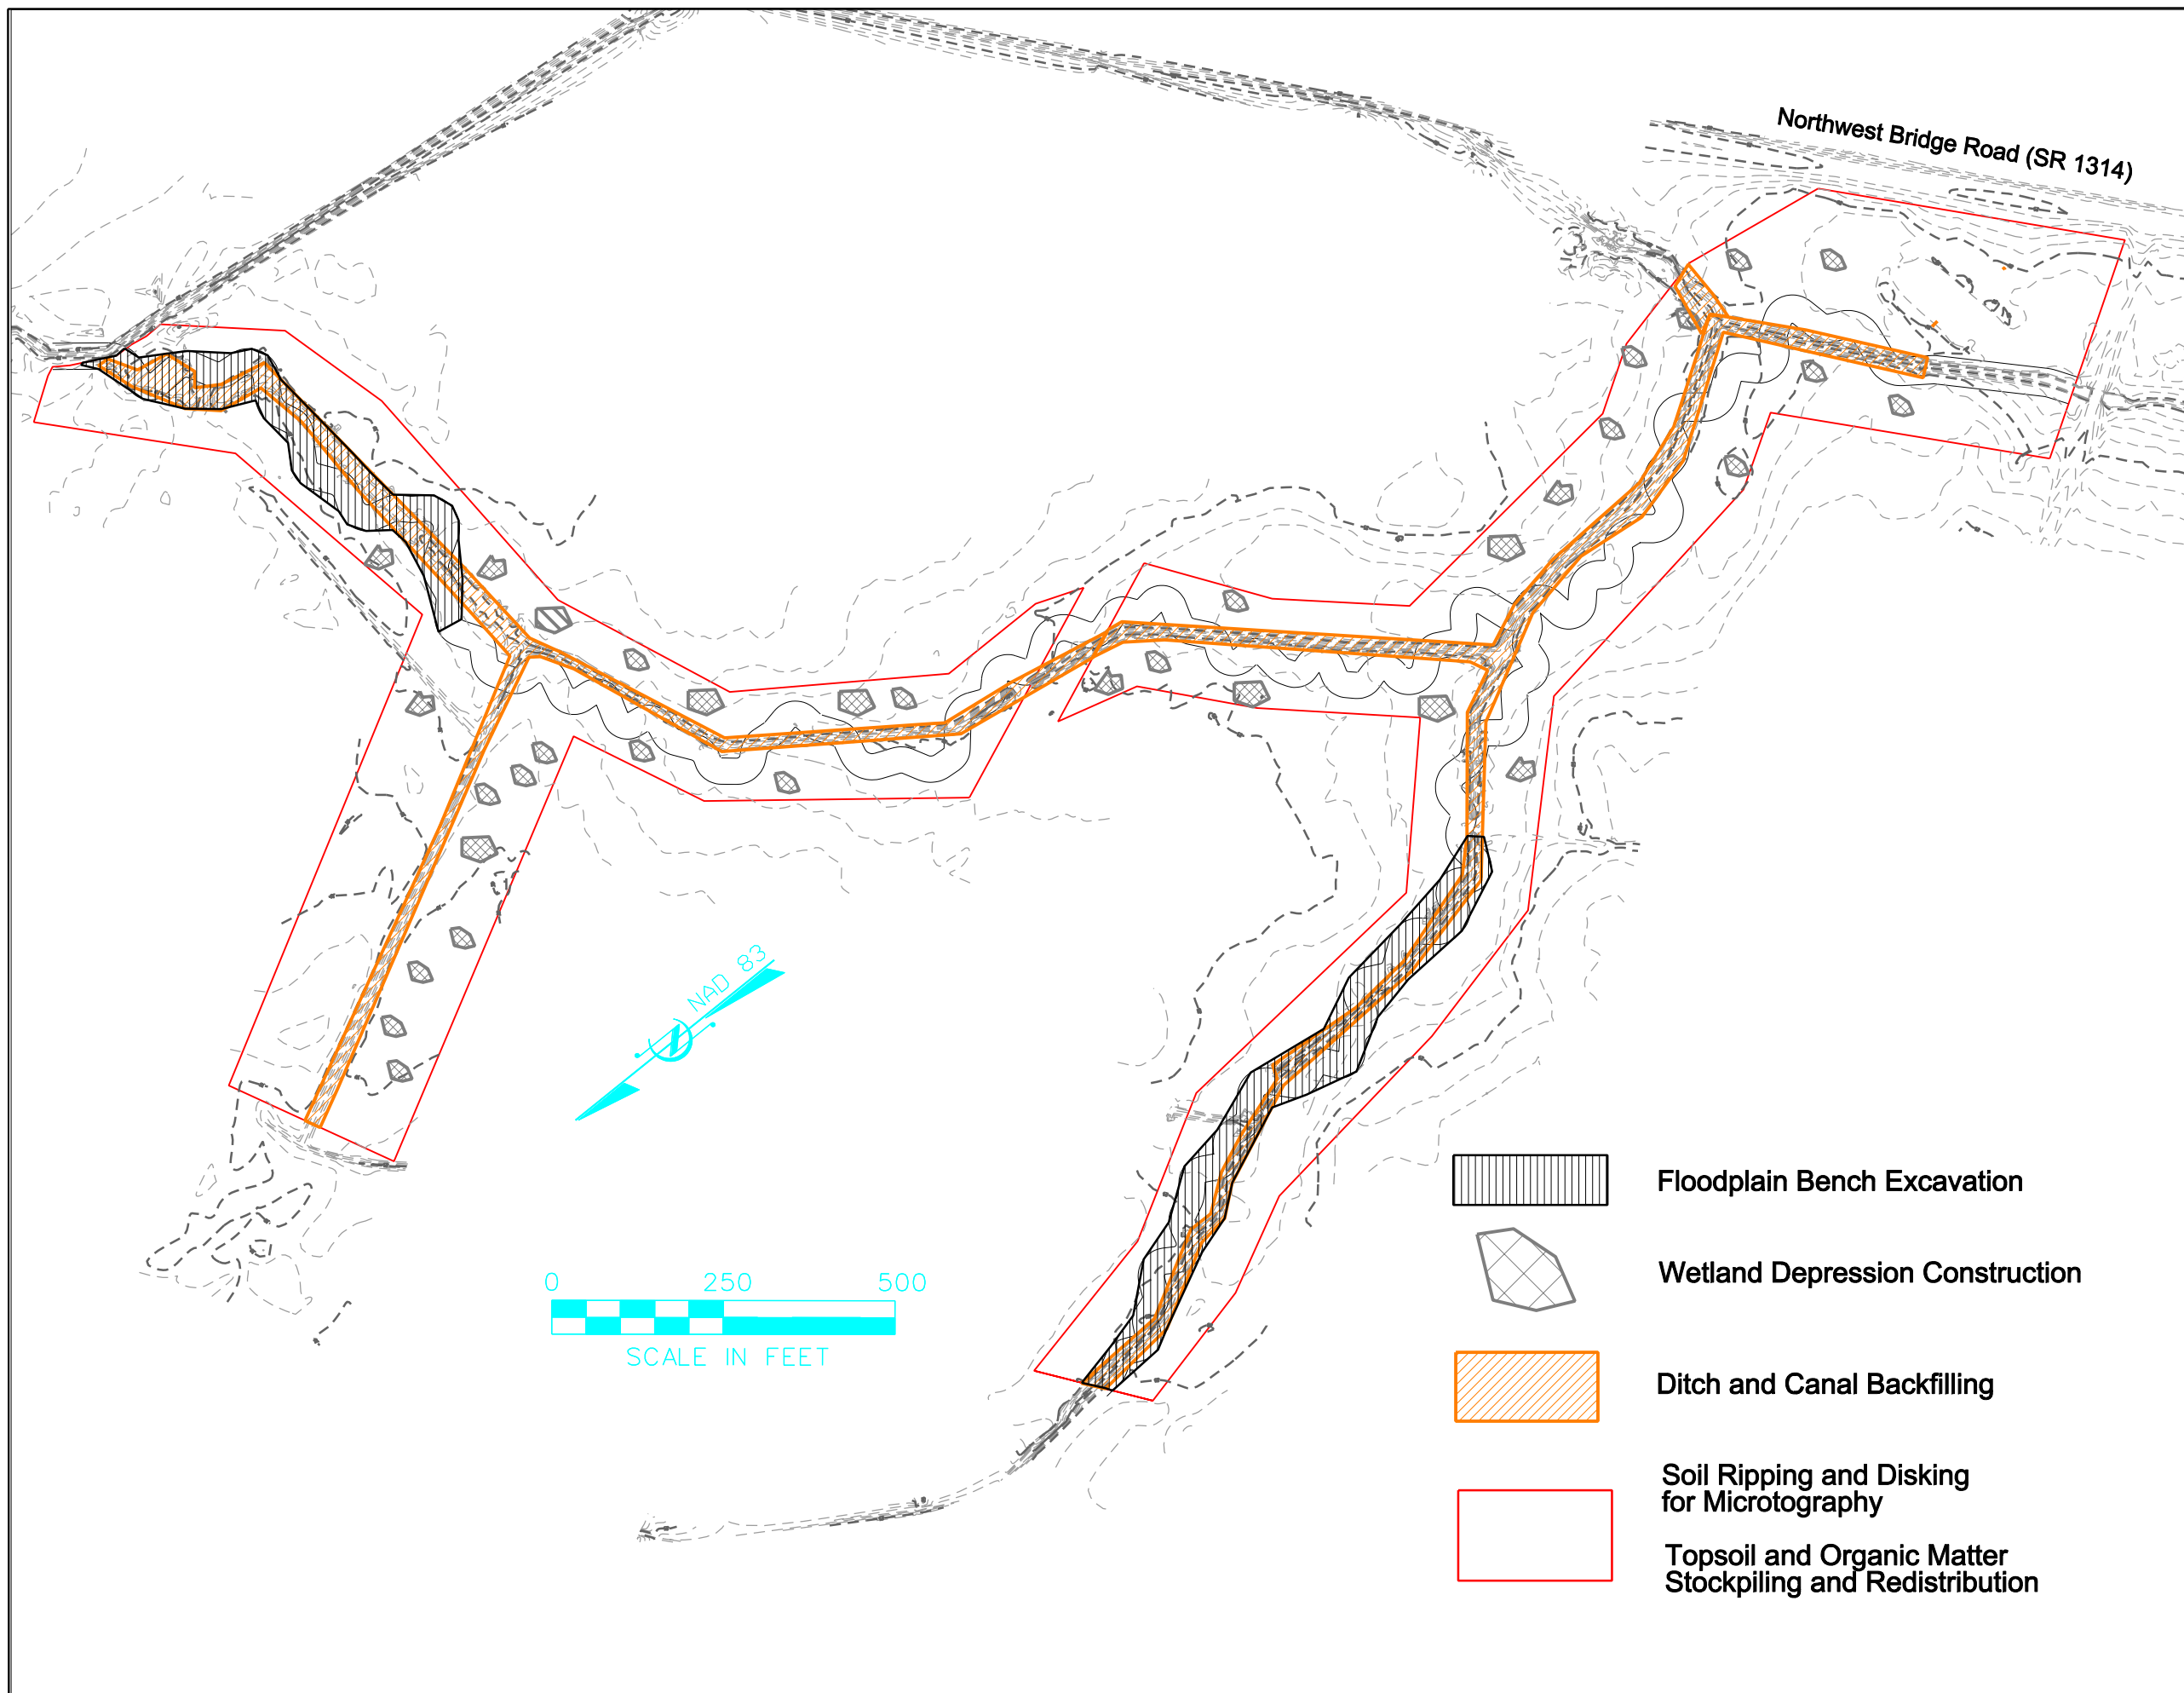 Northwest Bridge Road (SR 1314)
NAD 83
Floodplain Bench Excavation
Wetland Depression Construction
0 250 500
SCALE IN FEET
Ditch and Canal Backfilling
Soil Ripping and Disking
for Microtography
Topsoil and Organic Matter
Stockpiling and Redistribution